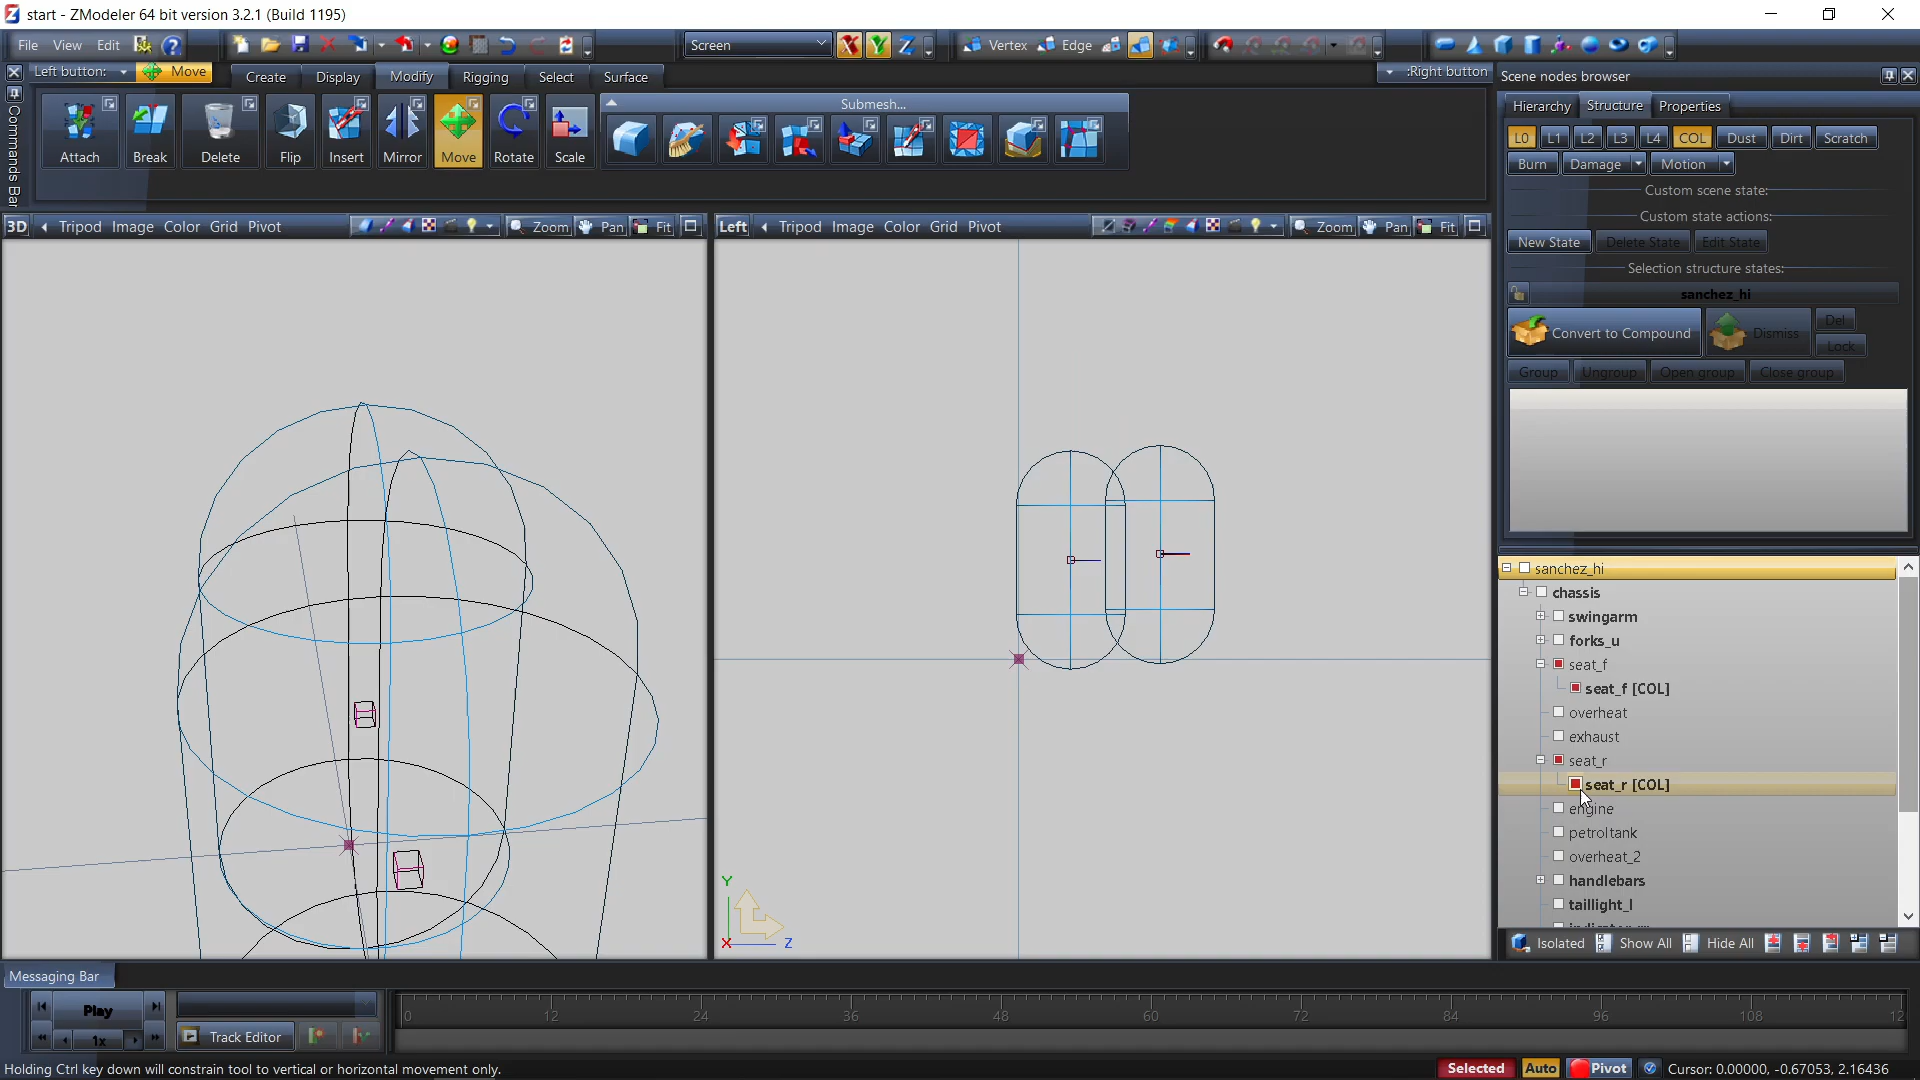 start - ZModeler 64 bit version 3.2.1 (Build 1195)
File View Edit Screen Vertex Edge
Left button: Move :Right button
Create Display Modify Rigging Select Surface
Submesh...
Attach Break Delete Flip Insert Mirror Move Rotate Scale
Commands Bar
3D Tripod Image Color Grid Pivot Zoom Pan Fit
Left Tripod Image Color Grid Pivot Zoom Pan Fit
Y
X Z
Scene nodes browser
Hierarchy Structure Properties
L0 L1 L2 L3 L4 COL Dust Dirt Scratch
Burn Damage Motion
Custom scene state:
Custom state actions:
New State Delete State Edit State
Selection structure states:
sanchez_hi
Convert to Compound Dismiss Del
Lock
Group Ungroup Open group Close group
sanchez_hi
chassis
swingarm
forks_u
seat_f
seat_f [COL]
overheat
exhaust
seat_r
seat_r [COL]
engine
petroltank
overheat_2
handlebars
taillight_l
Isolated Show All Hide All
Messaging Bar
Play
1x
Track Editor
0 12 24 36 48 60 72 84 96 108 12
Holding Ctrl key down will constrain tool to vertical or horizontal movement only.
Selected Auto Pivot Cursor: 0.00000, -0.67053, 2.16436